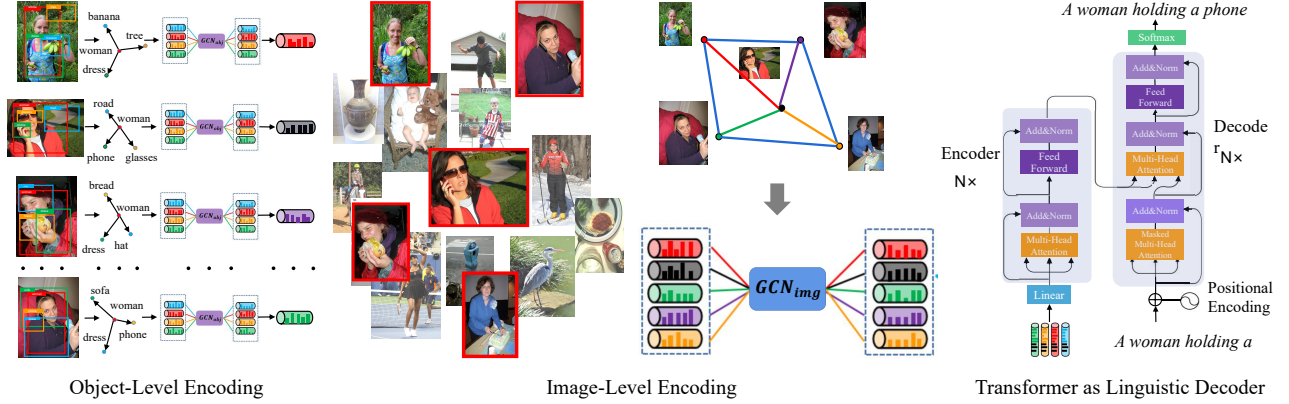 banana
tree
woman
dress
GCN_obj
road
woman
phone
glasses
GCN_obj
bread
woman
dress
hat
GCN_obj
. . . . . . . . .
sofa
woman
phone
dress
GCN_obj
Object-Level Encoding
GCN_img
Image-Level Encoding
A woman holding a phone
Softmax
Add&Norm
Feed
Forward
Add&Norm
Multi-Head
Attention
Add&Norm
Masked
Multi-Head
Attention
Decode
rN×
Encoder
N×
Add&Norm
Feed
Forward
Add&Norm
Multi-Head
Attention
Linear
Positional
Encoding
A woman holding a
Transformer as Linguistic Decoder